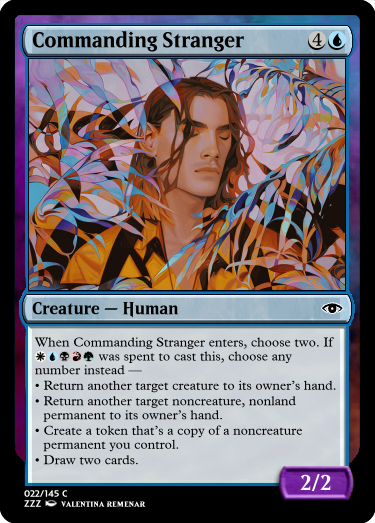 Commanding Stranger 4
Creature — Human
When Commanding Stranger enters, choose two. If
was spent to cast this, choose any
number instead —
• Return another target creature to its owner's hand.
• Return another target noncreature, nonland
permanent to its owner's hand.
• Create a token that's a copy of a noncreature
permanent you control.
• Draw two cards.
2/2
022/145 C
ZZZ VALENTINA REMENAR